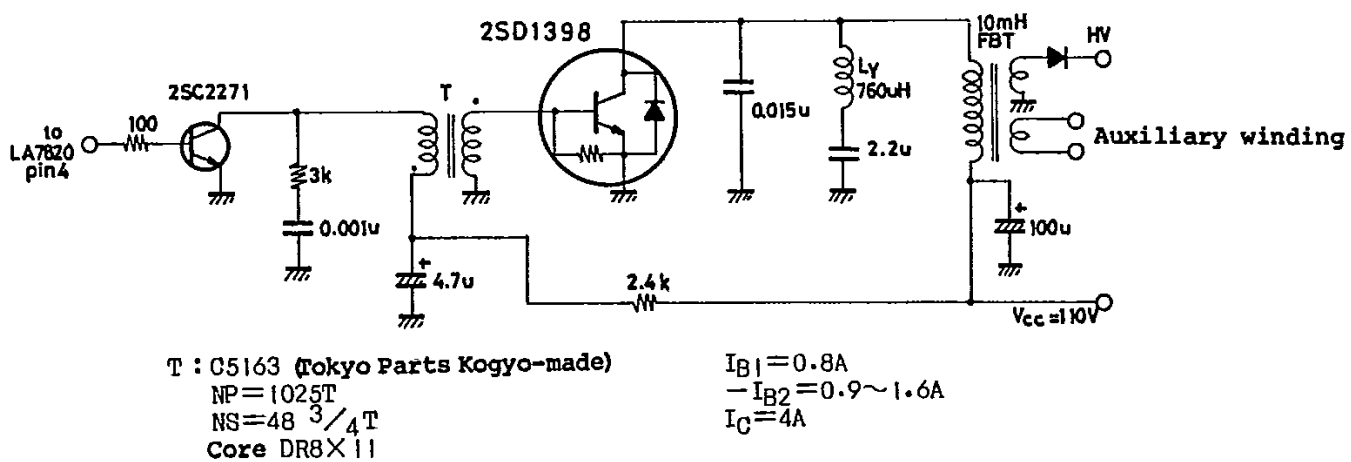 2SD1398
10mH
FBT
HV
2SC2271
T
LY
760uH
0.015u
to
LA7820
pin4
100
Auxiliary winding
3k
2.2u
0.001u
+
4.7u
+
100u
2.4k
Vcc=110V
T : C5163 (Tokyo Parts Kogyo-made)
NP=1025T
NS=48 3/4T
Core DR8×11
IB1=0.8A
-IB2=0.9~1.6A
IC=4A